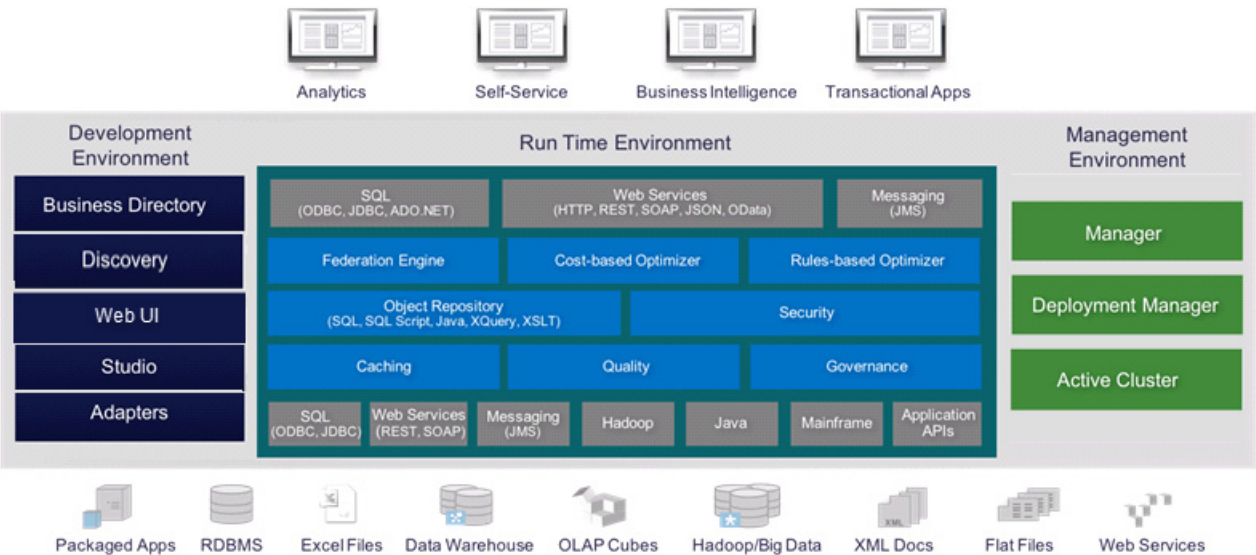 Analytics
Self-Service
Business Intelligence
Transactional Apps
Development
Environment
Business Directory
Discovery
Web UI
Studio
Adapters
Run Time Environment
SQL
(ODBC, JDBC, ADO.NET)
Web Services
(HTTP, REST, SOAP, JSON, OData)
Messaging
(JMS)
Federation Engine
Cost-based Optimizer
Rules-based Optimizer
Object Repository
(SQL, SQL Script, Java, XQuery, XSLT)
Security
Caching
Quality
Governance
SQL
(ODBC, JDBC)
Web Services
(REST, SOAP)
Messaging
(JMS)
Hadoop
Java
Mainframe
Application
APIs
Management
Environment
Manager
Deployment Manager
Active Cluster
XML
Packaged Apps
RDBMS
Excel Files
Data Warehouse
OLAP Cubes
Hadoop/Big Data
XML Docs
Flat Files
Web Services